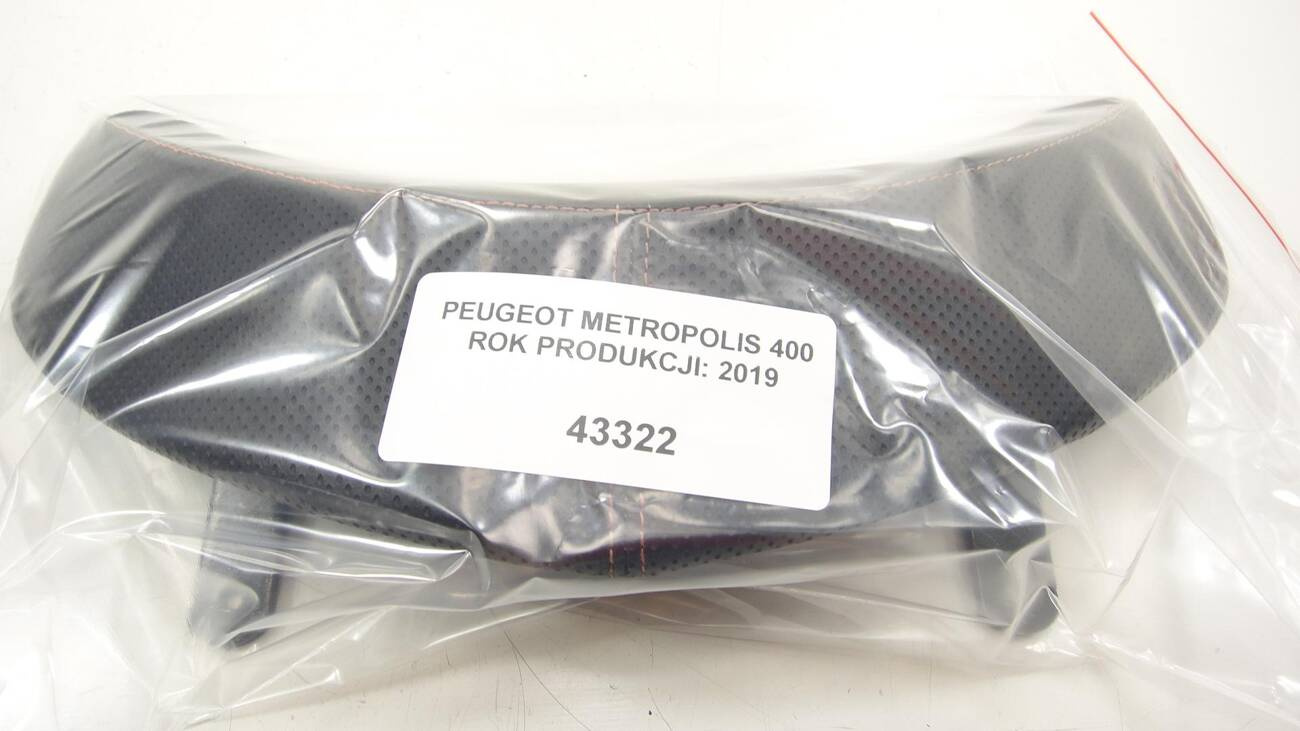 PEUGEOT METROPOLIS 400
ROK PRODUKCJI: 2019
43322